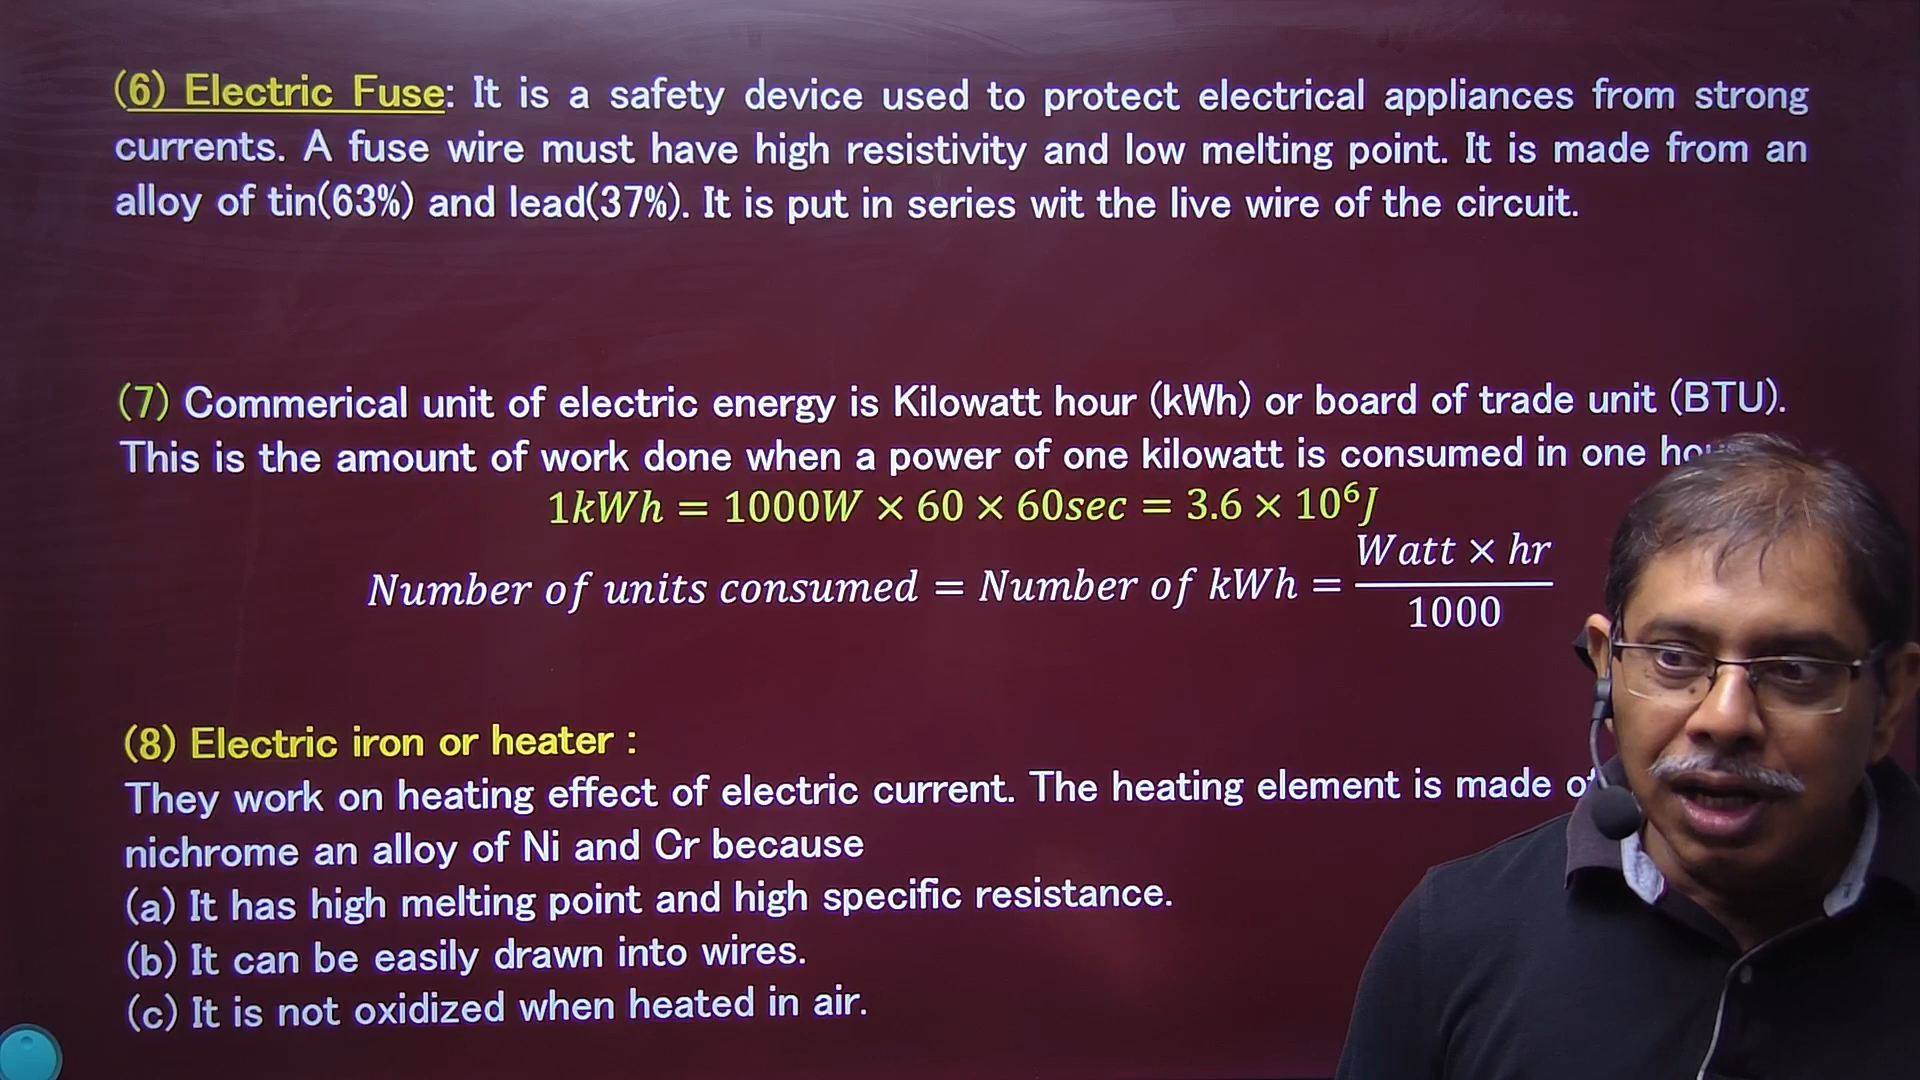 (6) Electric Fuse: It is a safety device used to protect electrical appliances from strong
currents. A fuse wire must have high resistivity and low melting point. It is made from an
alloy of tin(63%) and lead(37%). It is put in series wit the live wire of the circuit.
(7) Commerical unit of electric energy is Kilowatt hour (kWh) or board of trade unit (BTU).
This is the amount of work done when a power of one kilowatt is consumed in one
1kWh = 1000W × 60 × 60sec = 3.6 × 10⁶J
Number of units consumed = Number of kWh = Watt × hr / 1000
(8) Electric iron or heater :
They work on heating effect of electric current. The heating element is made of
nichrome an alloy of Ni and Cr because
(a) It has high melting point and high specific resistance.
(b) It can be easily drawn into wires.
(c) It is not oxidized when heated in air.